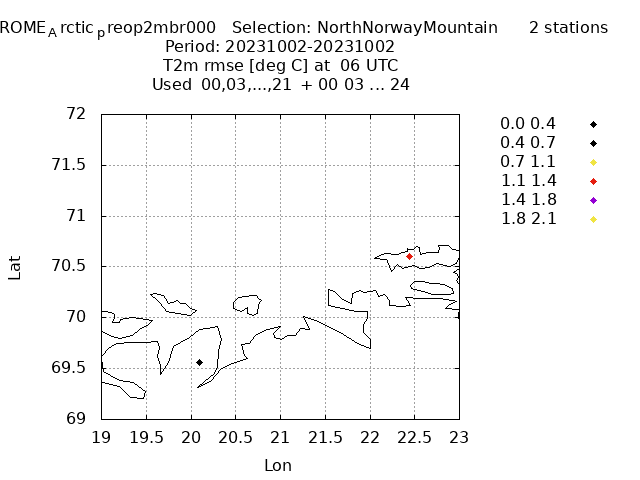 ROME_A rctic_preop2mbr000 Selection: NorthNorwayMountain 2 stations
Period: 20231002-20231002
T2m rmse [deg C] at 06 UTC
Used 00,03,...,21 + 00 03 ... 24
72
71.5
71
70.5
70
69.5
69
19 19.5 20 20.5 21 21.5 22 22.5 23
Lat
Lon
0.0 0.4
0.4 0.7
0.7 1.1
1.1 1.4
1.4 1.8
1.8 2.1